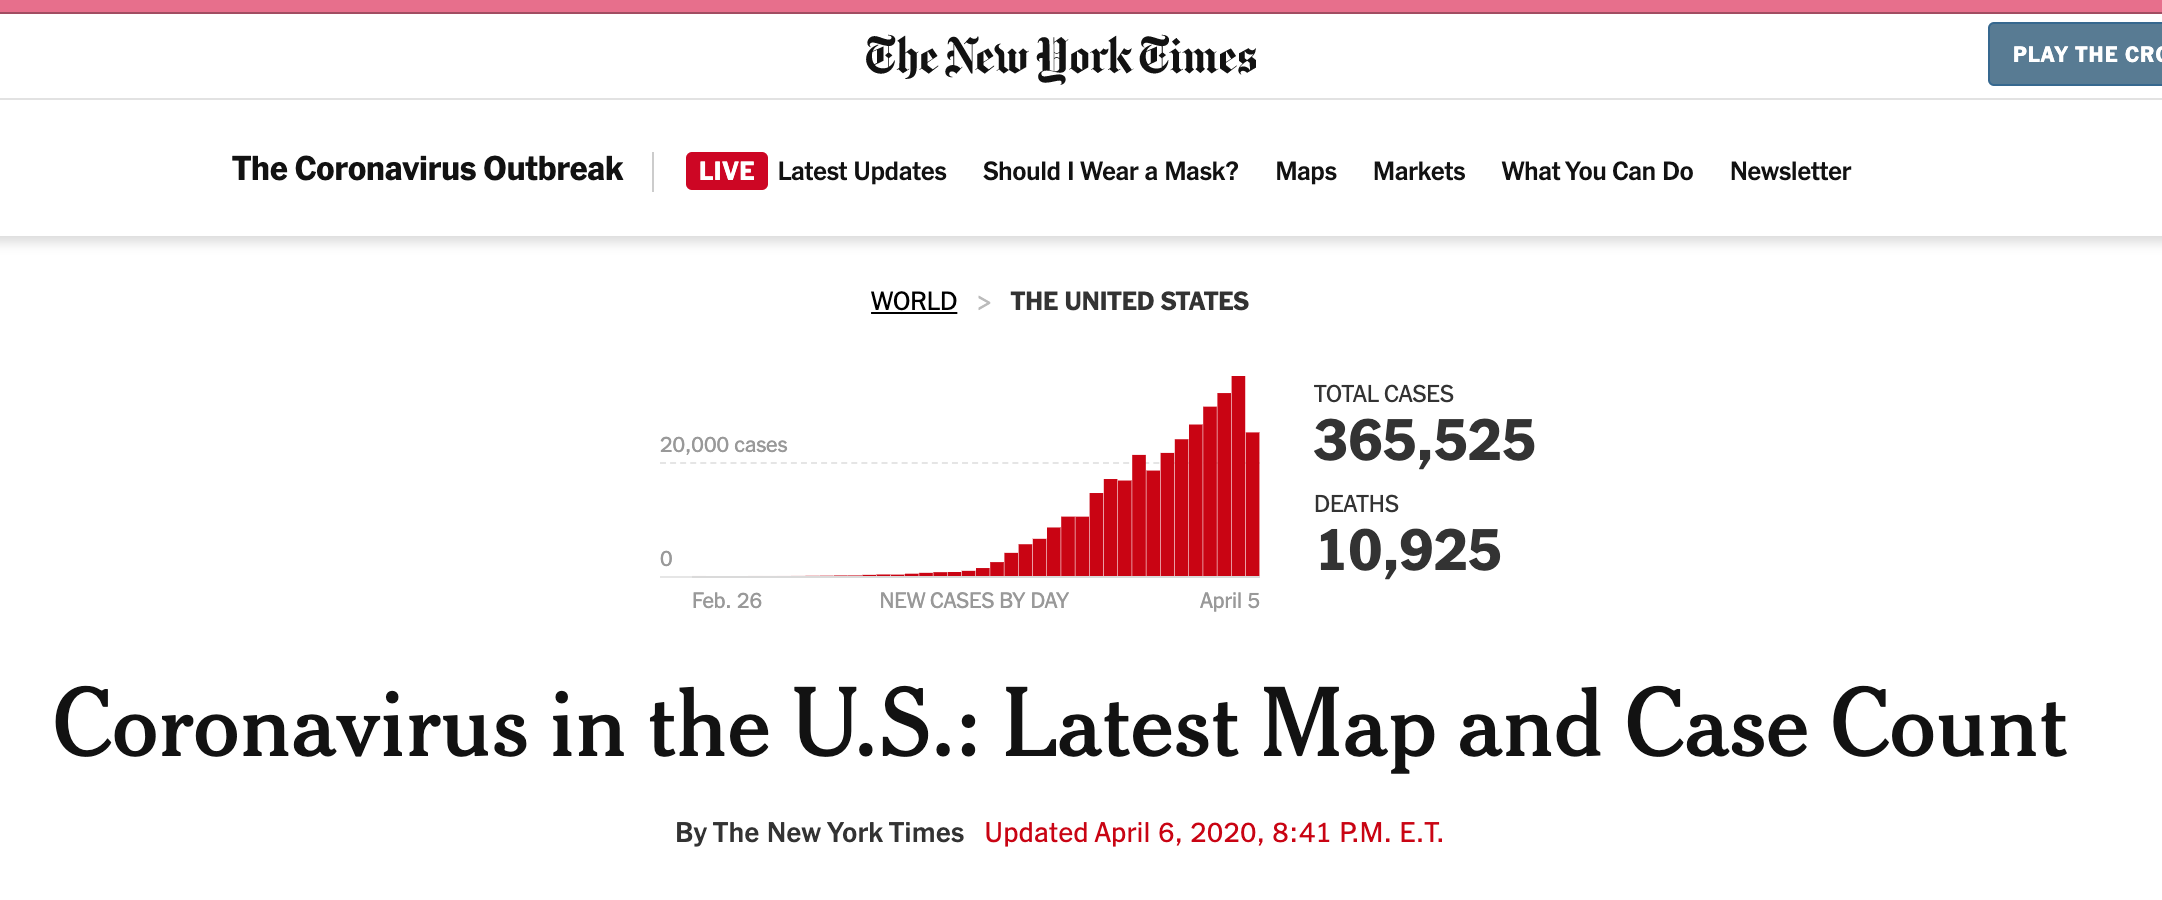 The New York Times
PLAY THE
The Coronavirus Outbreak
LIVE Latest Updates Should I Wear a Mask? Maps Markets What You Can Do Newsletter
WORLD > THE UNITED STATES
20,000 cases
0
Feb. 26 NEW CASES BY DAY April 5
TOTAL CASES
365,525
DEATHS
10,925
Coronavirus in the U.S.: Latest Map and Case Count
By The New York Times Updated April 6, 2020, 8:41 P.M. E.T.